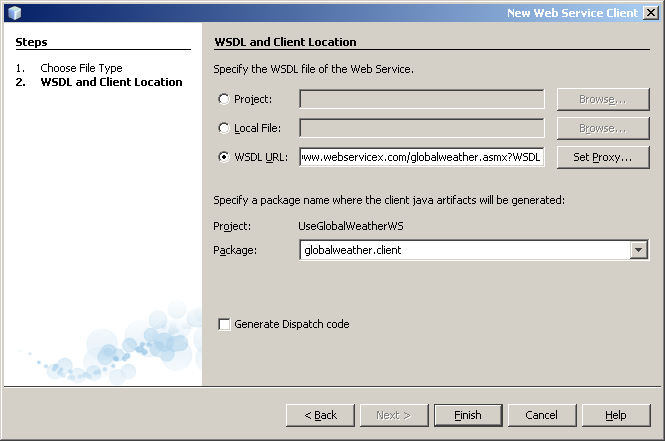 New Web Service Client
Steps
1. Choose File Type
2. WSDL and Client Location
WSDL and Client Location
Specify the WSDL file of the Web Service.
Project: Browse...
Local File: Browse...
WSDL URL: www.webservicex.com/globalweather.asmx?WSDL Set Proxy...
Specify a package name where the client java artifacts will be generated:
Project: UseGlobalWeatherWS
Package: globalweather.client
Generate Dispatch code
< Back Next > Finish Cancel Help